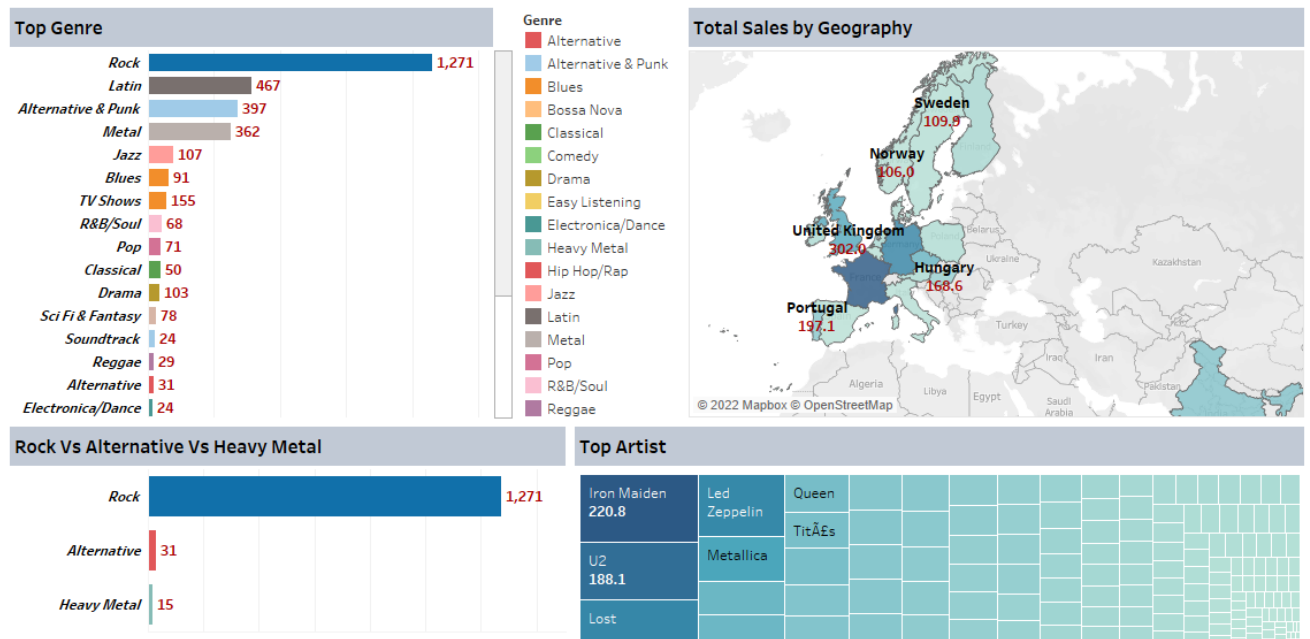 Top Genre
Rock
1,271
Latin
467
Alternative & Punk
397
Metal
362
Jazz
107
Blues
91
TV Shows
155
R&B/Soul
68
Pop
71
Classical
50
Drama
103
Sci Fi & Fantasy
78
Soundtrack
24
Reggae
29
Alternative
31
Electronica/Dance
24
Genre
Alternative
Alternative & Punk
Blues
Bossa Nova
Classical
Comedy
Drama
Easy Listening
Electronica/Dance
Heavy Metal
Hip Hop/Rap
Jazz
Latin
Metal
Pop
R&B/Soul
Reggae
Total Sales by Geography
Sweden
109.9
Finland
Norway
106.0
United Kingdom
302.0
Germany
Poland
Belarus
Ukraine
Kazakhstan
France
Hungary
168.6
Portugal
197.1
Turkey
Iraq
Iran
Algeria
Libya
Egypt
Saudi
Arabia
Pakistan
© 2022 Mapbox © OpenStreetMap
Rock Vs Alternative Vs Heavy Metal
Rock
1,271
Alternative
31
Heavy Metal
15
Top Artist
Iron Maiden
220.8
U2
188.1
Lost
Led
Zeppelin
Metallica
Queen
TitÃ£s